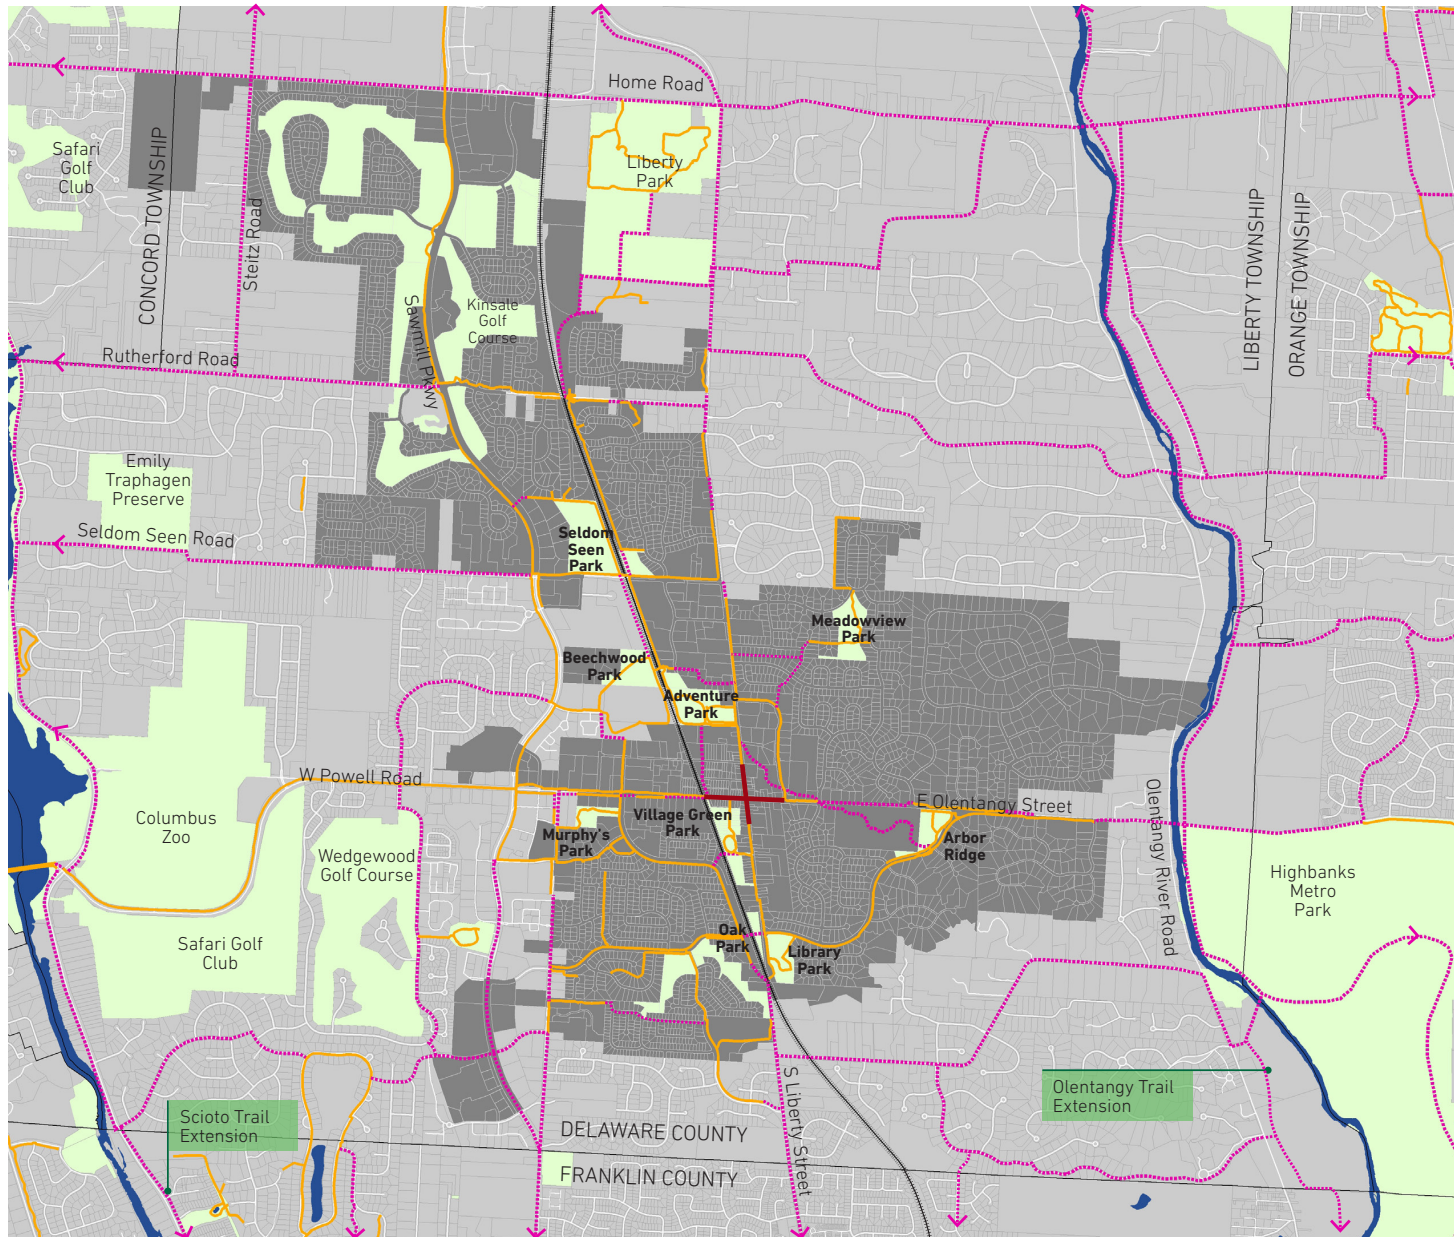 Home Road
Safari
Golf
Club
CONCORD TOWNSHIP
Steitz Road
Liberty
Park
LIBERTY TOWNSHIP
ORANGE TOWNSHIP
Sawmill Pkwy
Kinsale
Golf
Course
Rutherford Road
Emily
Traphagen
Preserve
Seldom Seen Road
Seldom
Seen
Park
Meadowview
Park
Beechwood
Park
Adventure
Park
W Powell Road
E Olentangy Street
Columbus
Zoo
Village Green
Park
Murphy's
Park
Arbor
Ridge
Olentangy River Road
Wedgewood
Golf Course
Highbanks
Metro
Park
Safari Golf
Club
Oak
Park
Library
Park
S Liberty Street
Olentangy Trail
Extension
Scioto Trail
Extension
DELAWARE COUNTY
FRANKLIN COUNTY